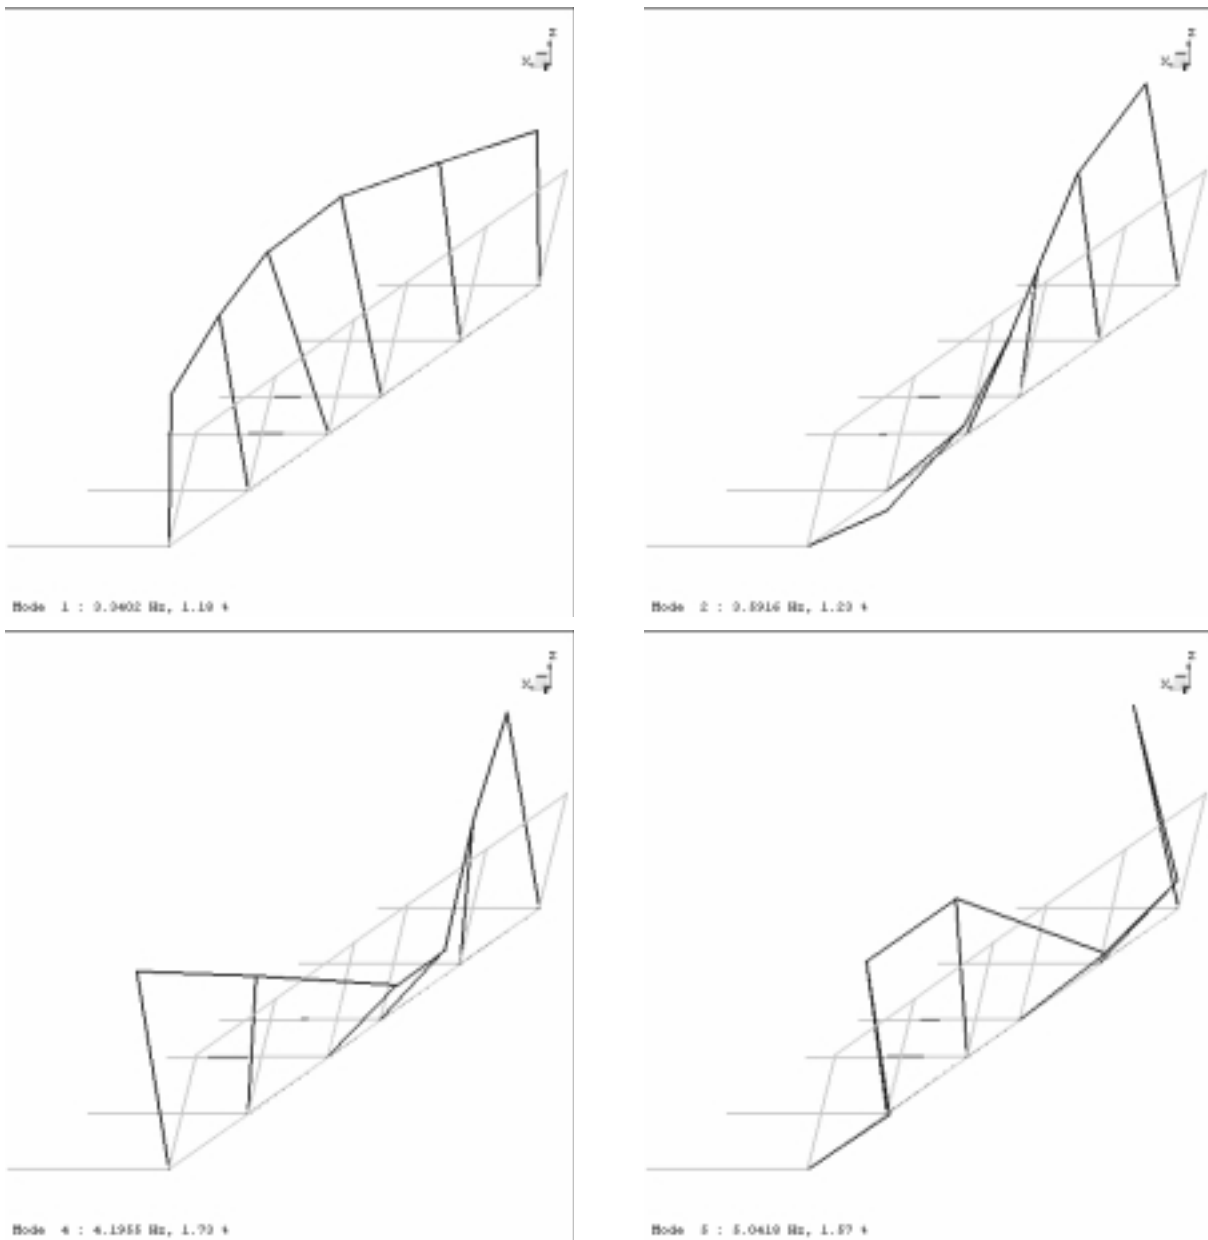 Z
X
Mode 1 : 3.3402 Hz, 1.18 %
Z
X
Mode 2 : 3.5916 Hz, 1.23 %
Z
X
Mode 4 : 4.1955 Hz, 1.73 %
Z
X
Mode 5 : 5.0418 Hz, 1.57 %